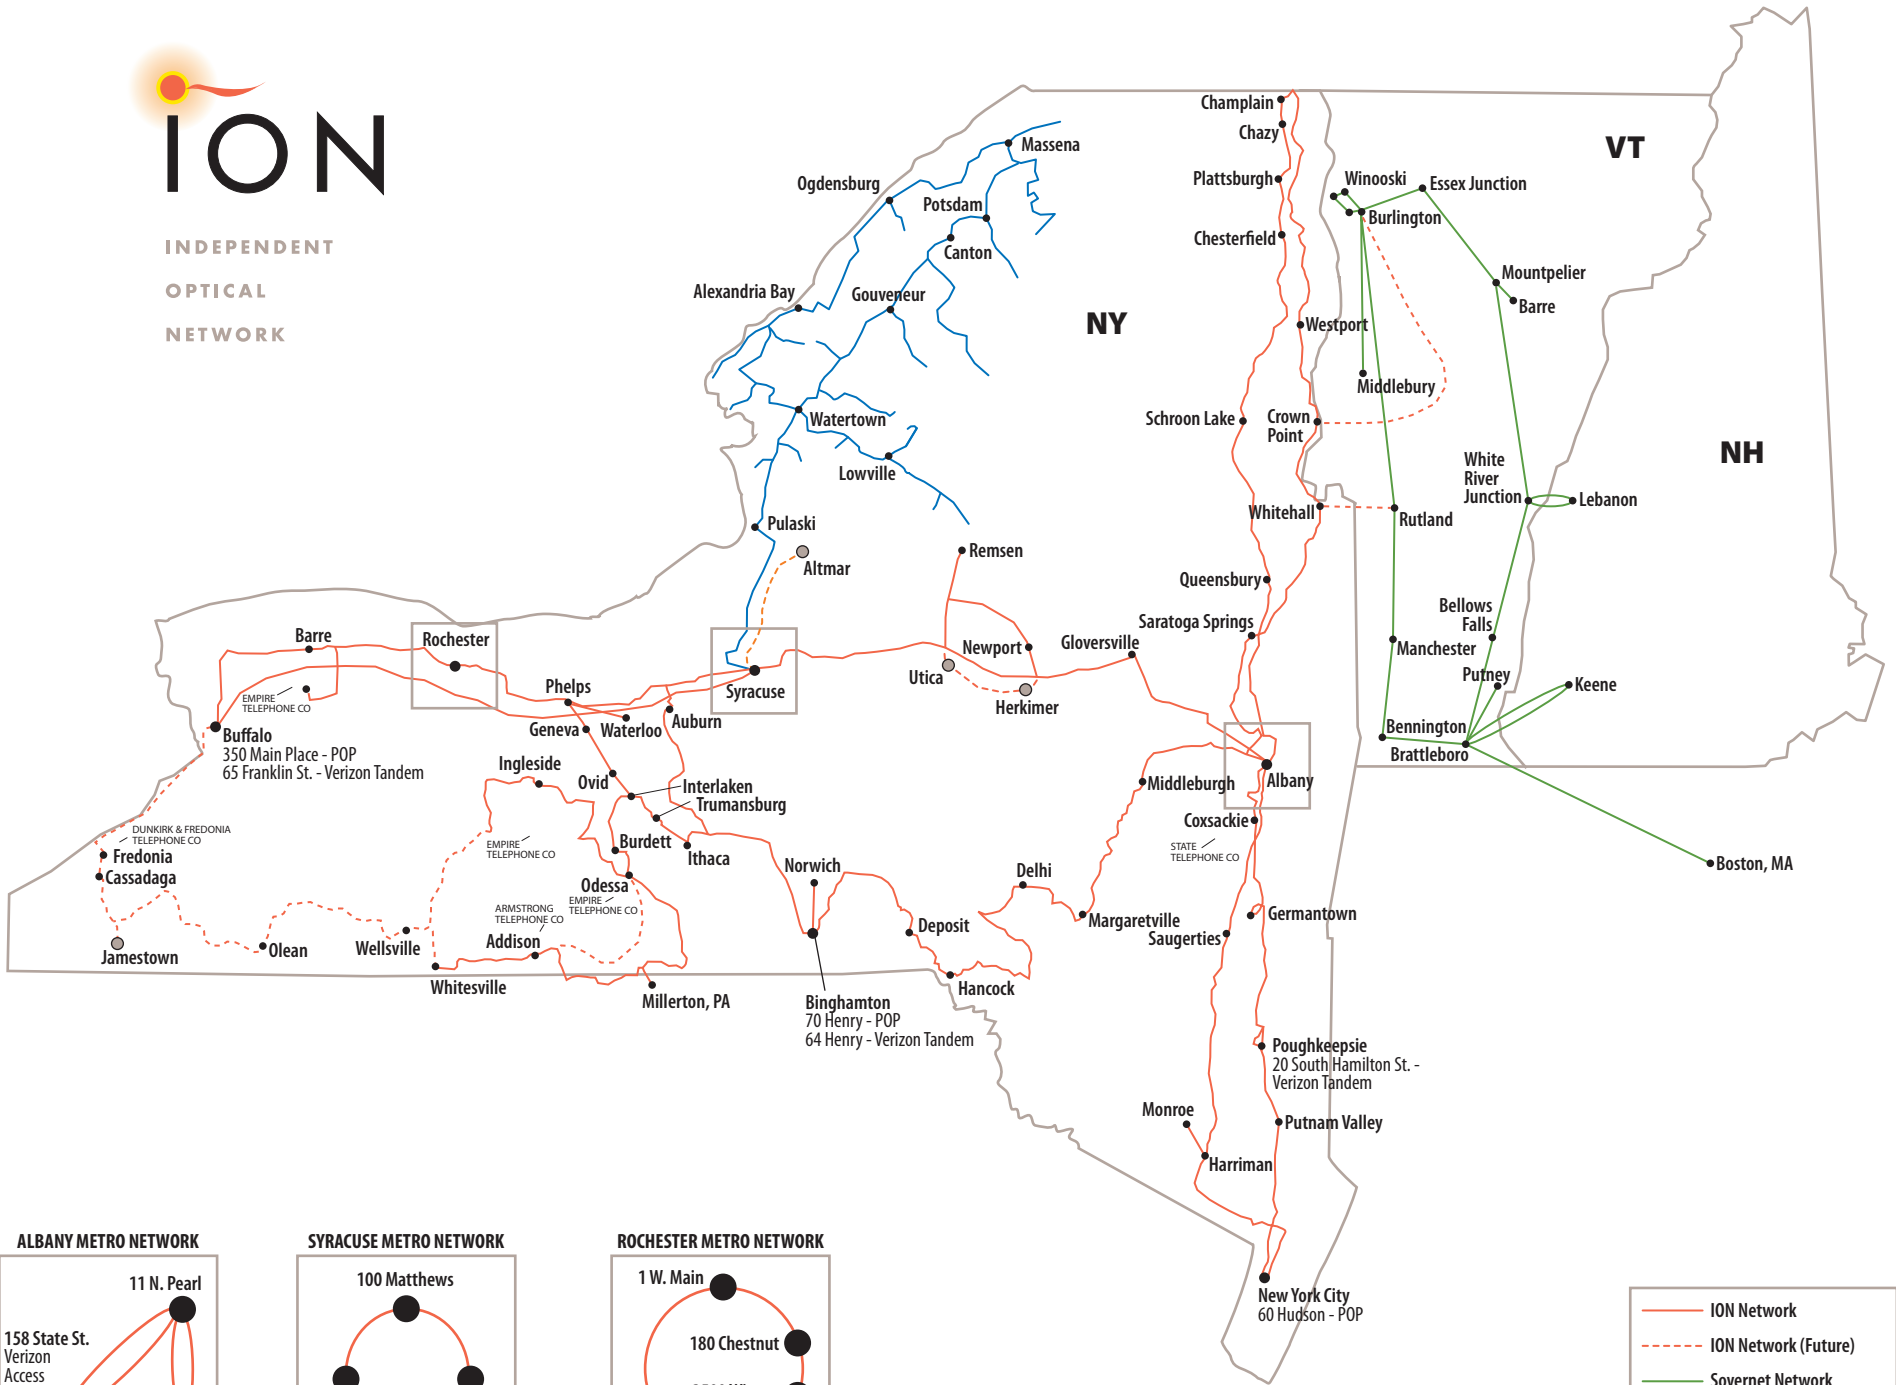 ION
INDEPENDENT
OPTICAL
NETWORK
Champlain
Chazy
Plattsburgh
Chesterfield
Westport
Schroon Lake
Crown
Point
Whitehall
Queensbury
Saratoga Springs
NY
VT
NH
Massena
Ogdensburg
Potsdam
Canton
Alexandria Bay
Gouveneur
Watertown
Lowville
Pulaski
Altmar
Winooski
Essex Junction
Burlington
Mountpelier
Barre
Middlebury
White
River
Junction
Lebanon
Rutland
Bellows
Falls
Manchester
Putney
Keene
Bennington
Brattleboro
Boston, MA
Remsen
Newport
Gloversville
Utica
Herkimer
Syracuse
Barre
Rochester
EMPIRE
TELEPHONE CO
Buffalo
350 Main Place - POP
65 Franklin St. - Verizon Tandem
Phelps
Geneva
Waterloo
Auburn
Ingleside
Ovid
Interlaken
Trumansburg
Burdett
Ithaca
EMPIRE
TELEPHONE CO
Odessa
EMPIRE
TELEPHONE CO
ARMSTRONG
TELEPHONE CO
Addison
DUNKIRK & FREDONIA
TELEPHONE CO
Fredonia
Cassadaga
Jamestown
Olean
Wellsville
Whitesville
Millerton, PA
Norwich
Binghamton
70 Henry - POP
64 Henry - Verizon Tandem
Deposit
Hancock
Delhi
Margaretville
Middleburgh
Albany
Coxsackie
STATE
TELEPHONE CO
Germantown
Saugerties
Poughkeepsie
20 South Hamilton St. -
Verizon Tandem
Putnam Valley
Monroe
Harriman
New York City
60 Hudson - POP
ALBANY METRO NETWORK
11 N. Pearl
158 State St.
Verizon
Access
SYRACUSE METRO NETWORK
100 Matthews
ROCHESTER METRO NETWORK
1 W. Main
180 Chestnut
ION Network
ION Network (Future)
Sovernet Network